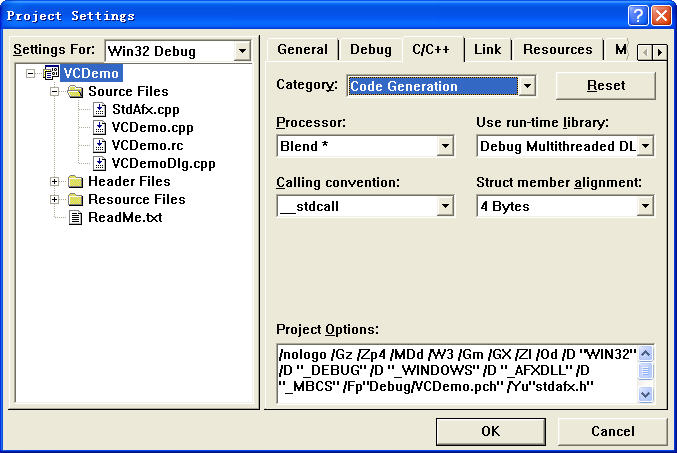 Project Settings
Settings For: Win32 Debug
VCDemo
Source Files
StdAfx.cpp
VCDemo.cpp
VCDemo.rc
VCDemoDlg.cpp
Header Files
Resource Files
ReadMe.txt
General Debug C/C++ Link Resources M
Category: Code Generation Reset
Processor: Use run-time library:
Blend * Debug Multithreaded DL
Calling convention: Struct member alignment:
__stdcall 4 Bytes
Project Options:
/nologo /Gz /Zp4 /MDd /W3 /Gm /GX /ZI /Od /D "WIN32"
/D "_DEBUG" /D "_WINDOWS" /D "_AFXDLL" /D
"_MBCS" /Fp"Debug/VCDemo.pch" /Yu"stdafx.h"
OK Cancel